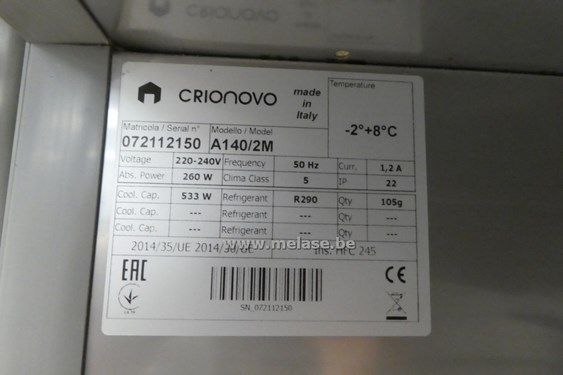 CRIONOVO
made in Italy
Temperature
-2°+8°C
Matricola / Serial n° Modello / Model
072112150 A140/2M
Voltage 220-240V Frequency 50 Hz Curr. 1,2 A
Abs. Power 260 W Clima Class 5 IP 22
Cool. Cap. 533 W Refrigerant R290 Qty 105g
Cool. Cap. --- Refrigerant --- Qty ---
Cool. Cap. --- Refrigerant --- Qty ---
2014/35/UE 2014/30/UE Ins. HFC 245
www.melase.be
EAC
CE
SN_072112150